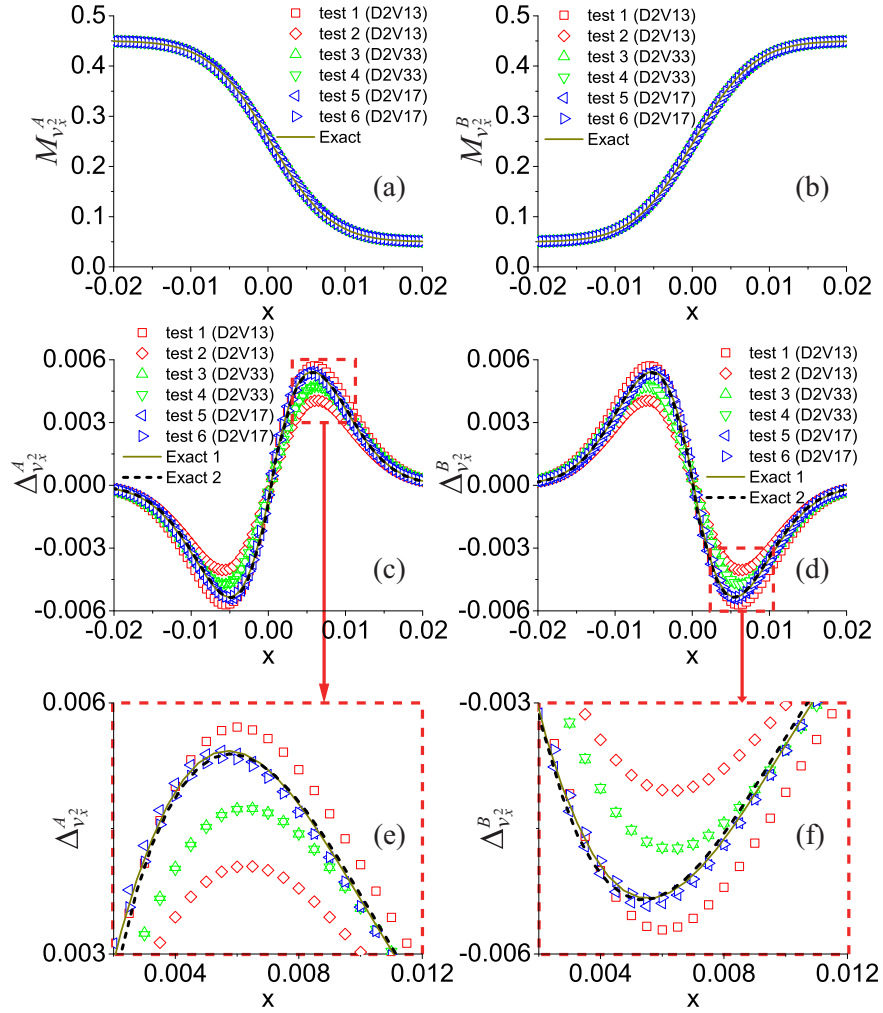 test 1 (D2V13)
test 2 (D2V13)
test 3 (D2V33)
test 4 (D2V33)
test 5 (D2V17)
test 6 (D2V17)
Exact
0.5
0.4
0.3
0.2
0.1
0.0
M_{v_x^2}^A
(a)
-0.02 -0.01 0.00 0.01 0.02
x
test 1 (D2V13)
test 2 (D2V13)
test 3 (D2V33)
test 4 (D2V33)
test 5 (D2V17)
test 6 (D2V17)
Exact
0.5
0.4
0.3
0.2
0.1
0.0
M_{v_x^2}^B
(b)
-0.02 -0.01 0.00 0.01 0.02
x
test 1 (D2V13)
test 2 (D2V13)
test 3 (D2V33)
test 4 (D2V33)
test 5 (D2V17)
test 6 (D2V17)
Exact 1
Exact 2
0.006
0.003
0.000
-0.003
-0.006
Δ_{v_x^2}^A
(c)
-0.02 -0.01 0.00 0.01 0.02
x
test 1 (D2V13)
test 2 (D2V13)
test 3 (D2V33)
test 4 (D2V33)
test 5 (D2V17)
test 6 (D2V17)
Exact 1
Exact 2
0.006
0.003
0.000
-0.003
-0.006
Δ_{v_x^2}^B
(d)
-0.02 -0.01 0.00 0.01 0.02
x
0.006
0.003
Δ_{v_x^2}^A
(e)
0.004 0.008 0.012
x
-0.003
-0.006
Δ_{v_x^2}^B
(f)
0.004 0.008 0.012
x